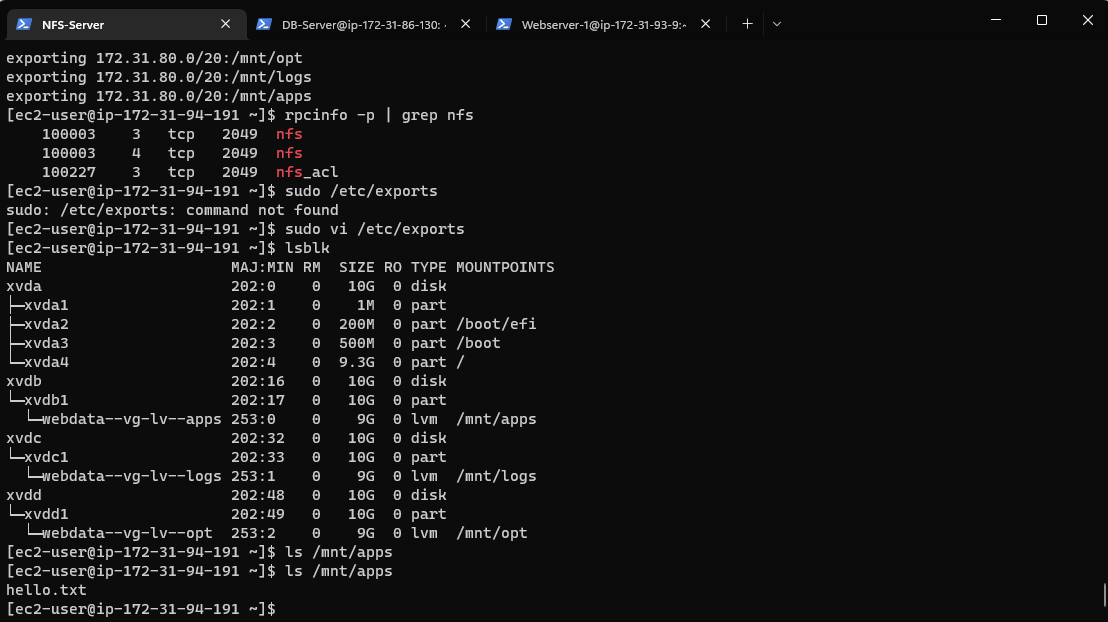 NFS-Server DB-Server@ip-172-31-86-130: Webserver-1@ip-172-31-93-9:~
exporting 172.31.80.0/20:/mnt/opt
exporting 172.31.80.0/20:/mnt/logs
exporting 172.31.80.0/20:/mnt/apps
[ec2-user@ip-172-31-94-191 ~]$ rpcinfo -p | grep nfs
    100003    3   tcp   2049  nfs
    100003    4   tcp   2049  nfs
    100227    3   tcp   2049  nfs_acl
[ec2-user@ip-172-31-94-191 ~]$ sudo /etc/exports
sudo: /etc/exports: command not found
[ec2-user@ip-172-31-94-191 ~]$ sudo vi /etc/exports
[ec2-user@ip-172-31-94-191 ~]$ lsblk
NAME                     MAJ:MIN RM  SIZE RO TYPE MOUNTPOINTS
xvda                     202:0    0   10G  0 disk
├─xvda1                  202:1    0    1M  0 part
├─xvda2                  202:2    0  200M  0 part /boot/efi
├─xvda3                  202:3    0  500M  0 part /boot
└─xvda4                  202:4    0  9.3G  0 part /
xvdb                     202:16   0   10G  0 disk
└─xvdb1                  202:17   0   10G  0 part
  └─webdata--vg-lv--apps 253:0    0    9G  0 lvm  /mnt/apps
xvdc                     202:32   0   10G  0 disk
└─xvdc1                  202:33   0   10G  0 part
  └─webdata--vg-lv--logs 253:1    0    9G  0 lvm  /mnt/logs
xvdd                     202:48   0   10G  0 disk
└─xvdd1                  202:49   0   10G  0 part
  └─webdata--vg-lv--opt  253:2    0    9G  0 lvm  /mnt/opt
[ec2-user@ip-172-31-94-191 ~]$ ls /mnt/apps
[ec2-user@ip-172-31-94-191 ~]$ ls /mnt/apps
hello.txt
[ec2-user@ip-172-31-94-191 ~]$